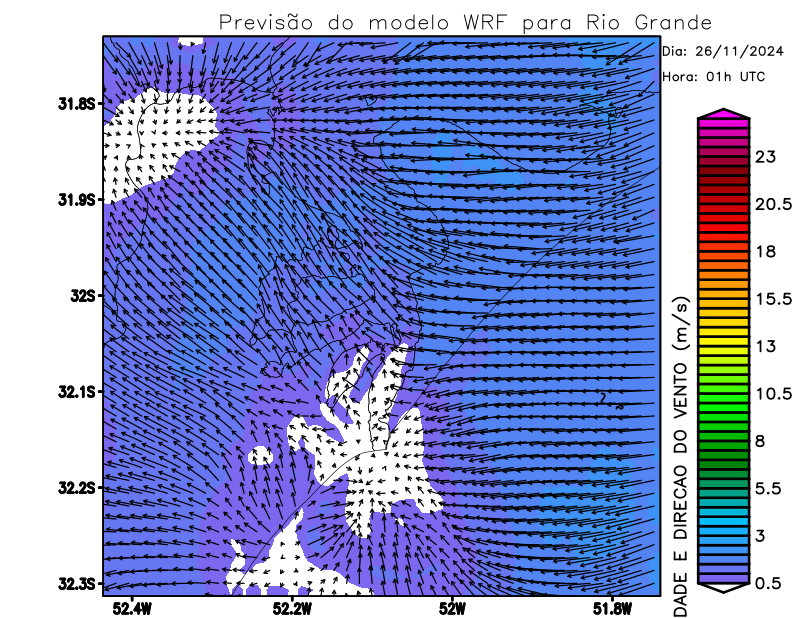 Previsão do modelo WRF para Rio Grande
Dia: 26/11/2024
Hora: 01h UTC
31.8S
31.9S
32S
32.1S
32.2S
32.3S
52.4W
52.2W
52W
51.8W
DADE E DIRECAO DO VENTO (m/s)
23
20.5
18
15.5
13
10.5
8
5.5
3
0.5